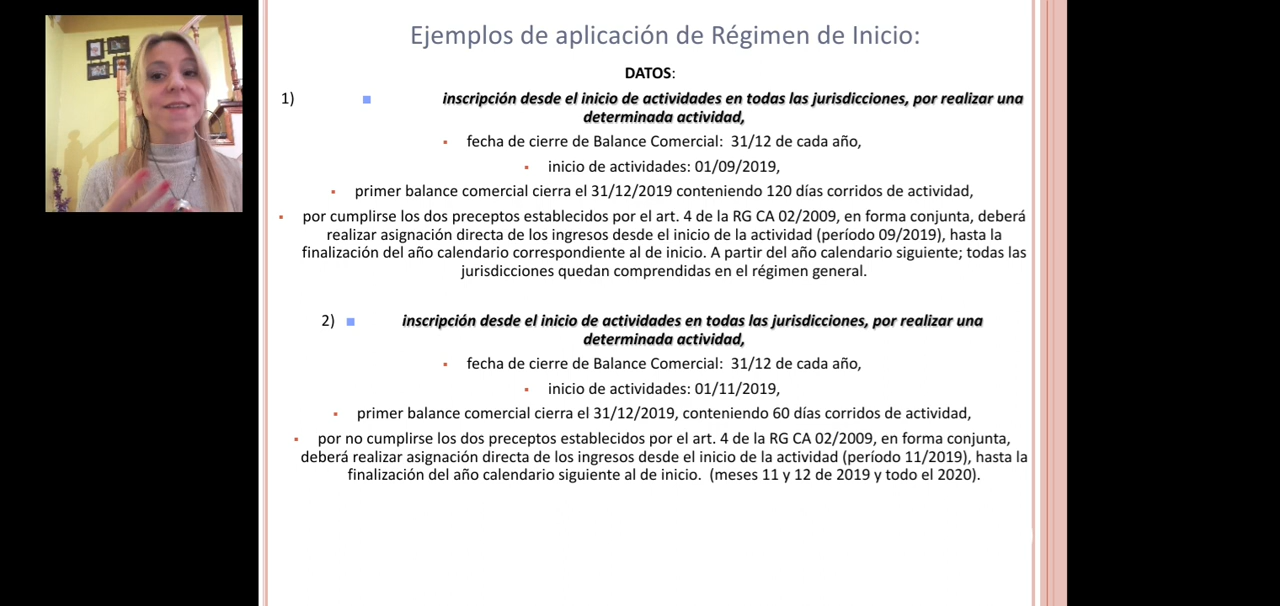 Ejemplos de aplicación de Régimen de Inicio:
DATOS:
1) ▪ inscripción desde el inicio de actividades en todas las jurisdicciones, por realizar una
determinada actividad,
▪ fecha de cierre de Balance Comercial: 31/12 de cada año,
▪ inicio de actividades: 01/09/2019,
▪ primer balance comercial cierra el 31/12/2019 conteniendo 120 días corridos de actividad,
▪ por cumplirse los dos preceptos establecidos por el art. 4 de la RG CA 02/2009, en forma conjunta, deberá
realizar asignación directa de los ingresos desde el inicio de la actividad (período 09/2019), hasta la
finalización del año calendario correspondiente al de inicio. A partir del año calendario siguiente; todas las
jurisdicciones quedan comprendidas en el régimen general.
2) ▪ inscripción desde el inicio de actividades en todas las jurisdicciones, por realizar una
determinada actividad,
▪ fecha de cierre de Balance Comercial: 31/12 de cada año,
▪ inicio de actividades: 01/11/2019,
▪ primer balance comercial cierra el 31/12/2019, conteniendo 60 días corridos de actividad,
▪ por no cumplirse los dos preceptos establecidos por el art. 4 de la RG CA 02/2009, en forma conjunta,
deberá realizar asignación directa de los ingresos desde el inicio de la actividad (período 11/2019), hasta la
finalización del año calendario siguiente al de inicio. (meses 11 y 12 de 2019 y todo el 2020).